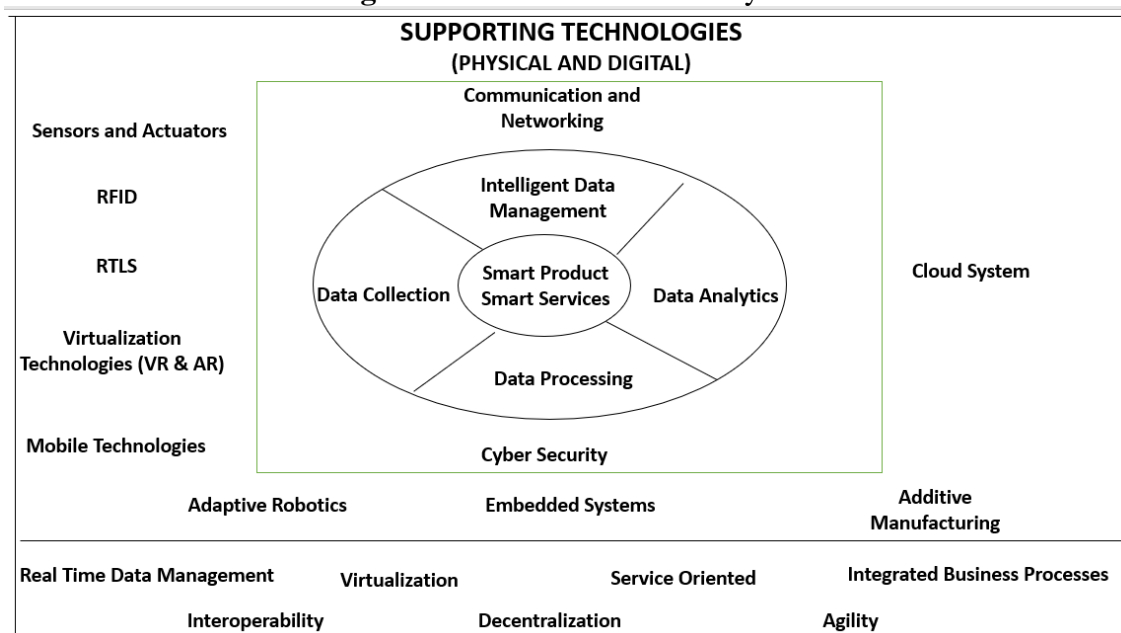 SUPPORTING TECHNOLOGIES
(PHYSICAL AND DIGITAL)
Communication and
Networking
Sensors and Actuators
Intelligent Data
Management
RFID
RTLS
Smart Product
Smart Services
Data Collection
Data Analytics
Cloud System
Virtualization
Technologies (VR & AR)
Data Processing
Mobile Technologies
Cyber Security
Adaptive Robotics
Embedded Systems
Additive
Manufacturing
Real Time Data Management
Virtualization
Service Oriented
Integrated Business Processes
Interoperability
Decentralization
Agility